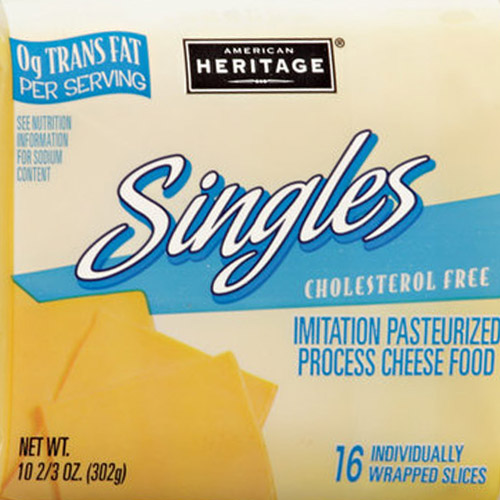 0g TRANS FAT
PER SERVING
AMERICAN
HERITAGE®
SEE NUTRITION
INFORMATION
FOR SODIUM
CONTENT
Singles
CHOLESTEROL FREE
IMITATION PASTEURIZED
PROCESS CHEESE FOOD
NET WT.
10 2/3 OZ. (302g)
16 INDIVIDUALLY
WRAPPED SLICES